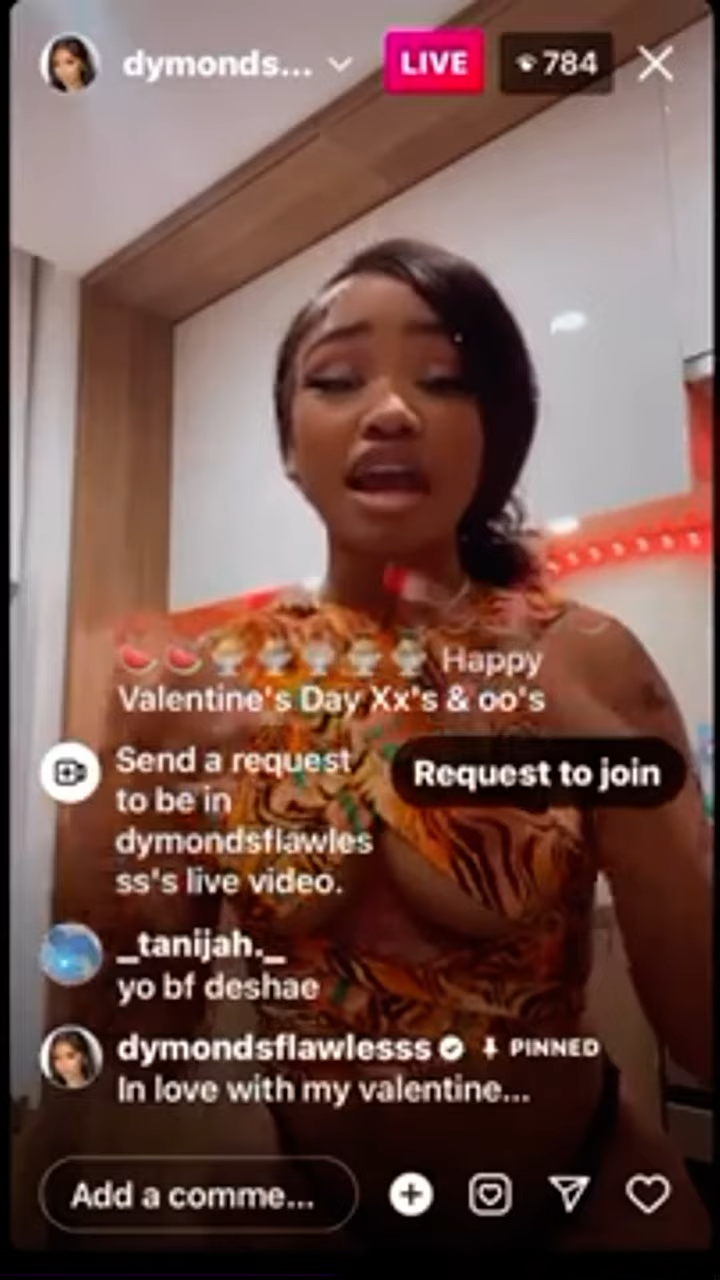 dymonds...
LIVE
784
Happy
Valentine's Day Xx's & oo's
Send a request
to be in
dymondsflawles
ss's live video.
Request to join
_tanijah._
yo bf deshae
dymondsflawlesss PINNED
In love with my valentine...
Add a comme...